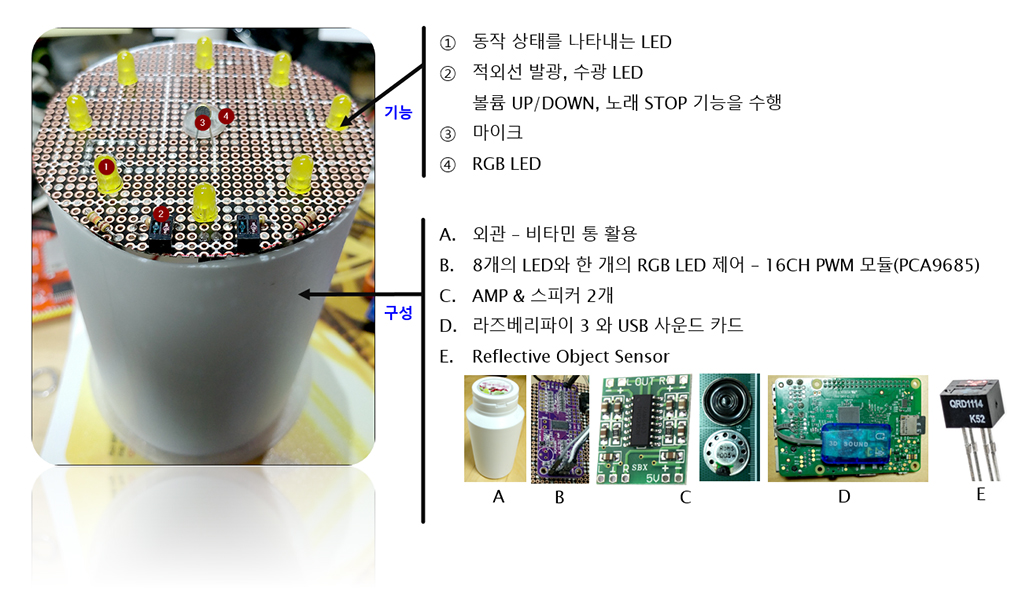 ① 동작 상태를 나타내는 LED
② 적외선 발광, 수광 LED
볼륨 UP/DOWN, 노래 STOP 기능을 수행
기능
③ 마이크
④ RGB LED
4
3
1
2
A. 외관 – 비타민 통 활용
B. 8개의 LED와 한 개의 RGB LED 제어 – 16CH PWM 모듈(PCA9685)
C. AMP & 스피커 2개
구성
D. 라즈베리파이 3 와 USB 사운드 카드
E. Reflective Object Sensor
L OUT R
SBX
5V
3D SOUND
QRD1114
K52
A
B
C
D
E